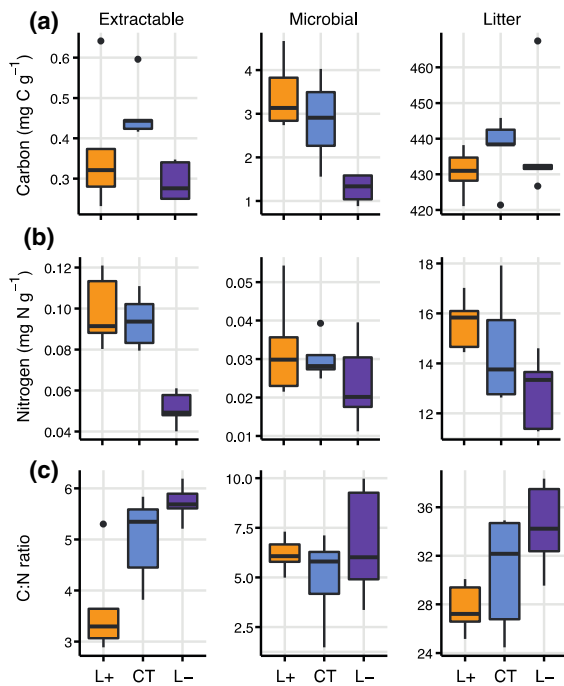 (a) Extractable Microbial Litter
Carbon (mg C g⁻¹)
0.6 0.5 0.4 0.3
4 3 2 1
460 450 440 430 420
(b)
Nitrogen (mg N g⁻¹)
0.12 0.10 0.08 0.06 0.04
0.05 0.04 0.03 0.02 0.01
18 16 14 12
(c)
C:N ratio
6 5 4 3
10.0 7.5 5.0 2.5
36 32 28 24
L+ CT L− L+ CT L− L+ CT L−